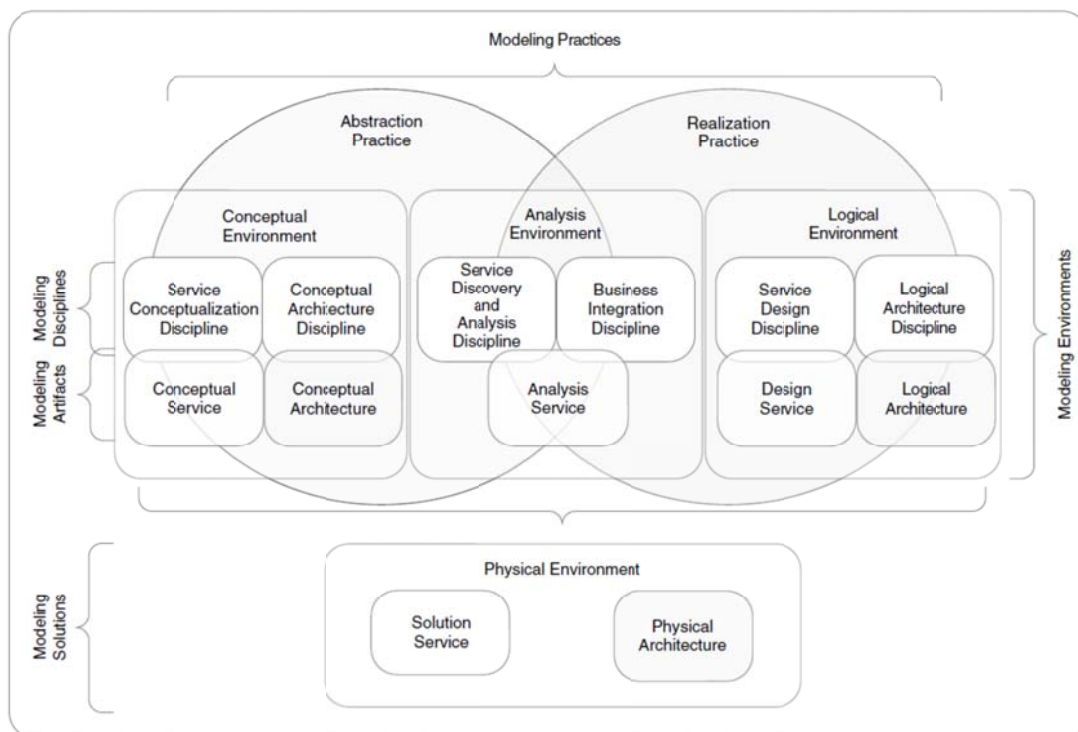 Modeling Practices
Abstraction
Practice
Realization
Practice
Conceptual
Environment
Analysis
Environment
Logical
Environment
Modeling
Disciplines
Service
Conceptualization
Discipline
Conceptual
Architecture
Discipline
Service
Discovery
and
Analysis
Discipline
Business
Integration
Discipline
Service
Design
Discipline
Logical
Architecture
Discipline
Modeling Environments
Modeling
Artifacts
Conceptual
Service
Conceptual
Architecture
Analysis
Service
Design
Service
Logical
Architecture
Modeling
Solutions
Physical Environment
Solution
Service
Physical
Architecture